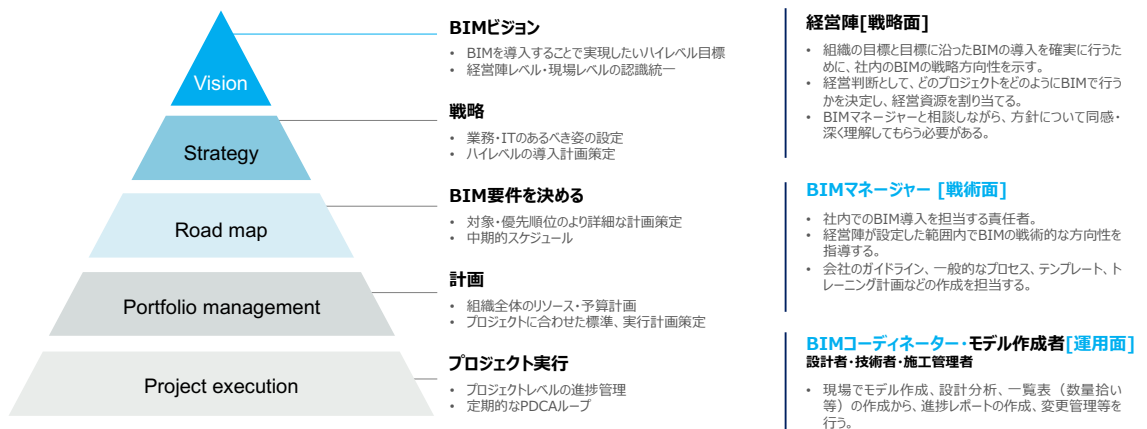 Vision
Strategy
Road map
Portfolio management
Project execution
BIMビジョン
• BIMを導入することで実現したいハイレベル目標
• 経営陣レベル・現場レベルの認識統一
戦略
• 業務・ITのあるべき姿の設定
• ハイレベルの導入計画策定
BIM要件を決める
• 対象・優先順位のより詳細な計画策定
• 中期的スケジュール
計画
• 組織全体のリソース・予算計画
• プロジェクトに合わせた標準、実行計画策定
プロジェクト実行
• プロジェクトレベルの進捗管理
• 定期的なPDCAループ
経営陣[戦略面]
• 組織の目標と目標に沿ったBIMの導入を確実に行う
ために、社内のBIMの戦略方向性を示す。
• 経営判断として、どのプロジェクトをどのようにBIMで行う
かを決定し、経営資源を割り当てる。
• BIMマネージャーと相談しながら、方針について同感・
深く理解してもらう必要がある。
BIMマネージャー [戦術面]
• 社内でのBIM導入を担当する責任者。
• 経営陣が設定した範囲内でBIMの戦術的な方向性を
指導する。
• 会社のガイドライン、一般的なプロセス、テンプレート、ト
レーニング計画などの作成を担当する。
BIMコーディネーター・モデル作成者[運用面]
設計者・技術者・施工管理者
• 現場でモデル作成、設計分析、一覧表（数量拾い
等）の作成から、進捗レポートの作成、変更管理等を
行う。